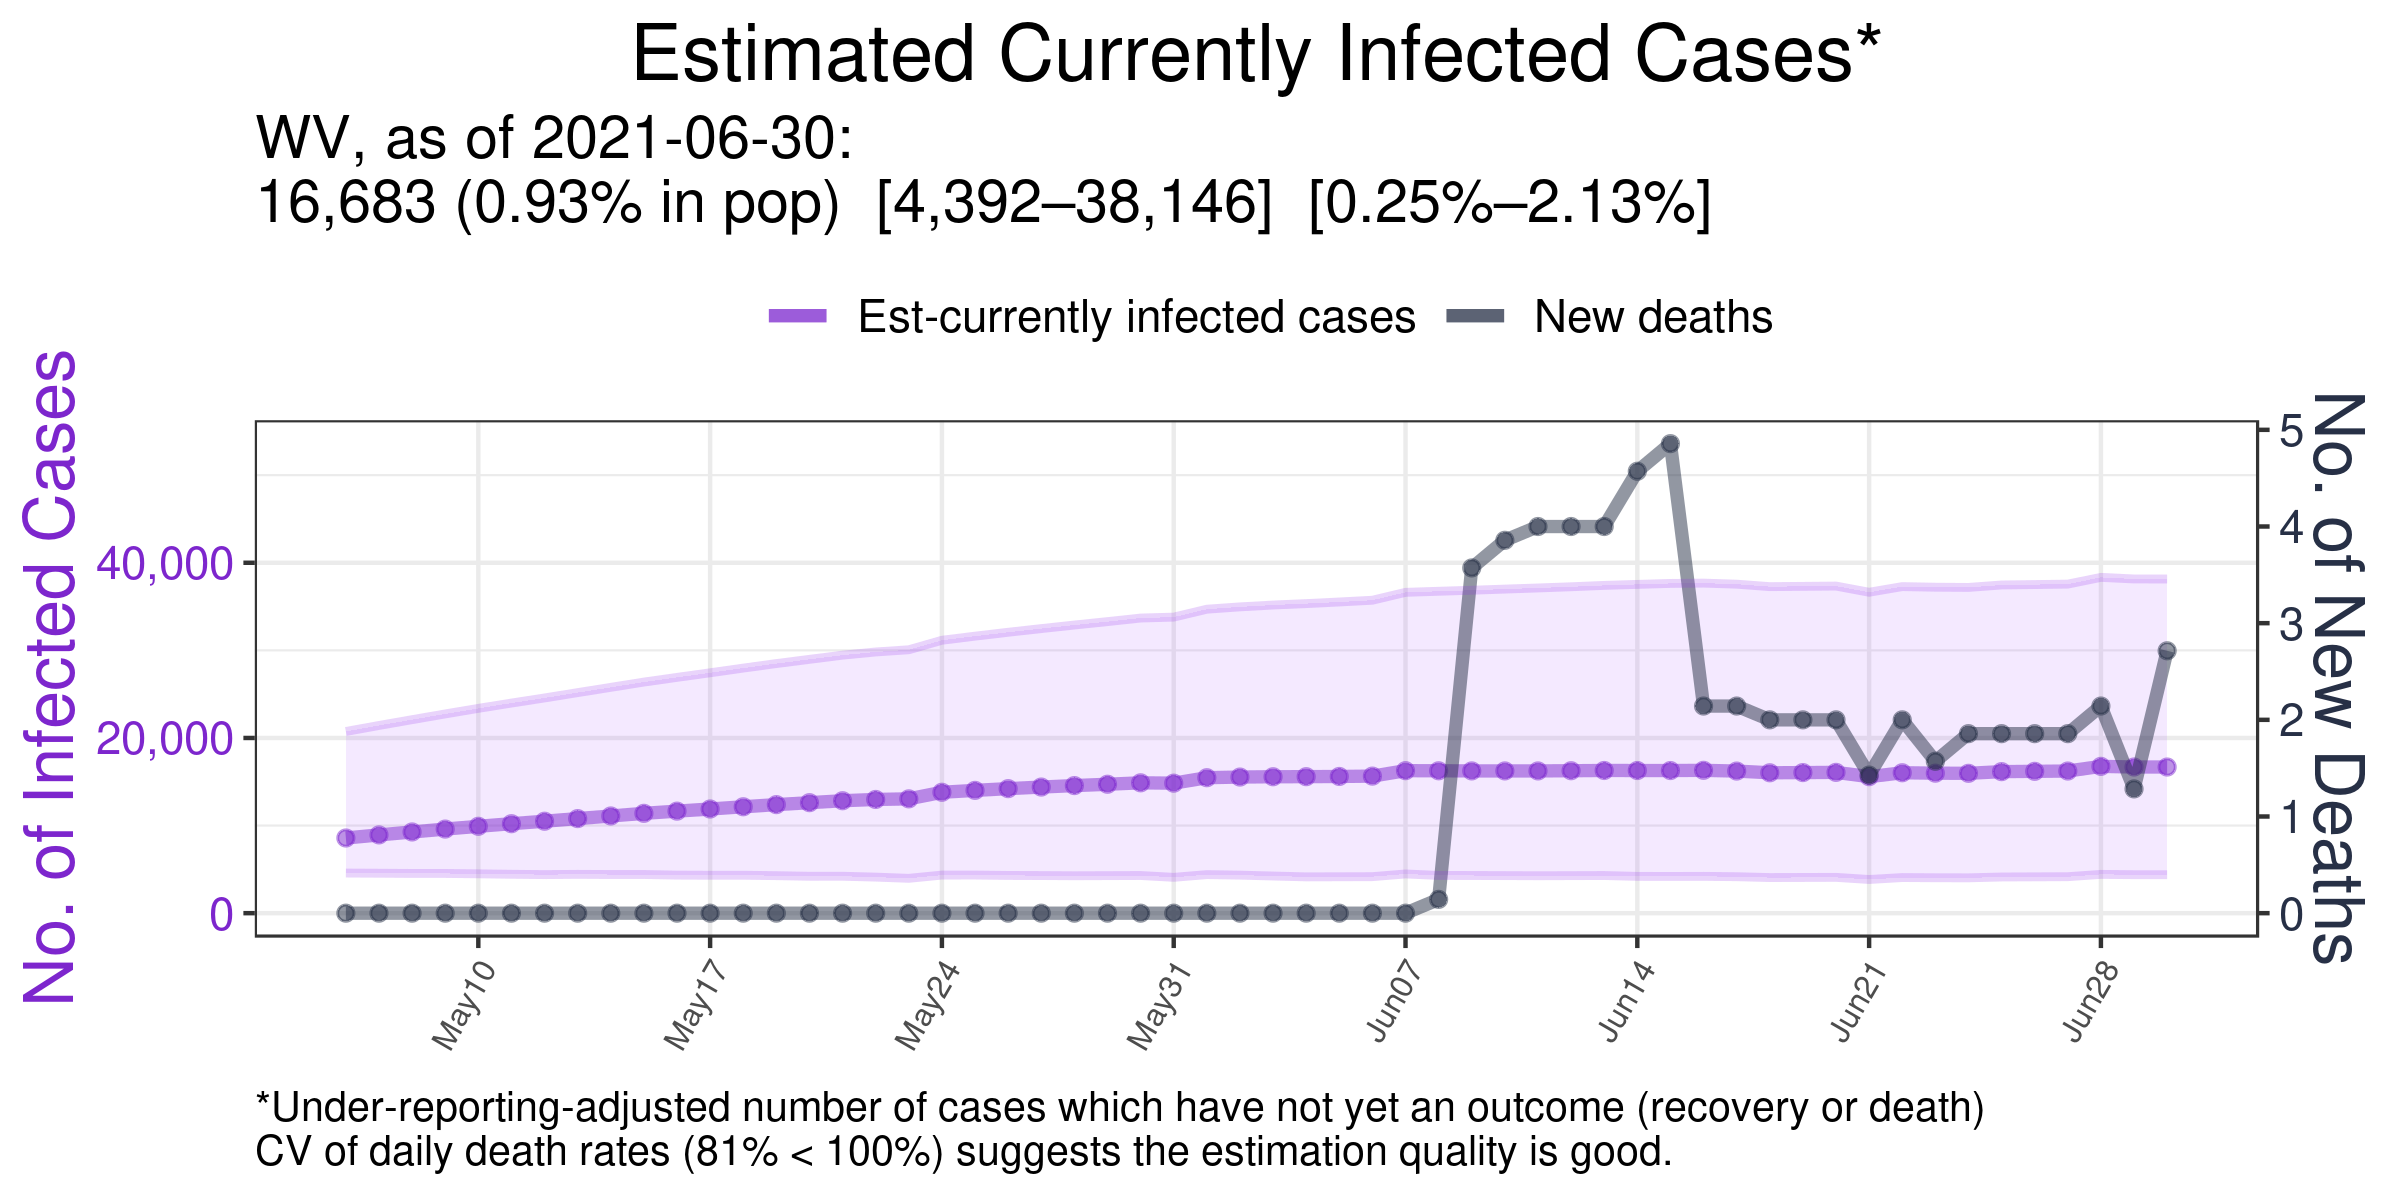 Estimated Currently Infected Cases*
WV, as of 2021-06-30:
16,683 (0.93% in pop)  [4,392–38,146]  [0.25%–2.13%]
Est-currently infected cases
New deaths
No. of Infected Cases
40,000
20,000
0
5
4
3
2
1
0
No. of New Deaths
May10
May17
May24
May31
Jun07
Jun14
Jun21
Jun28
*Under-reporting-adjusted number of cases which have not yet an outcome (recovery or death)
CV of daily death rates (81% < 100%) suggests the estimation quality is good.